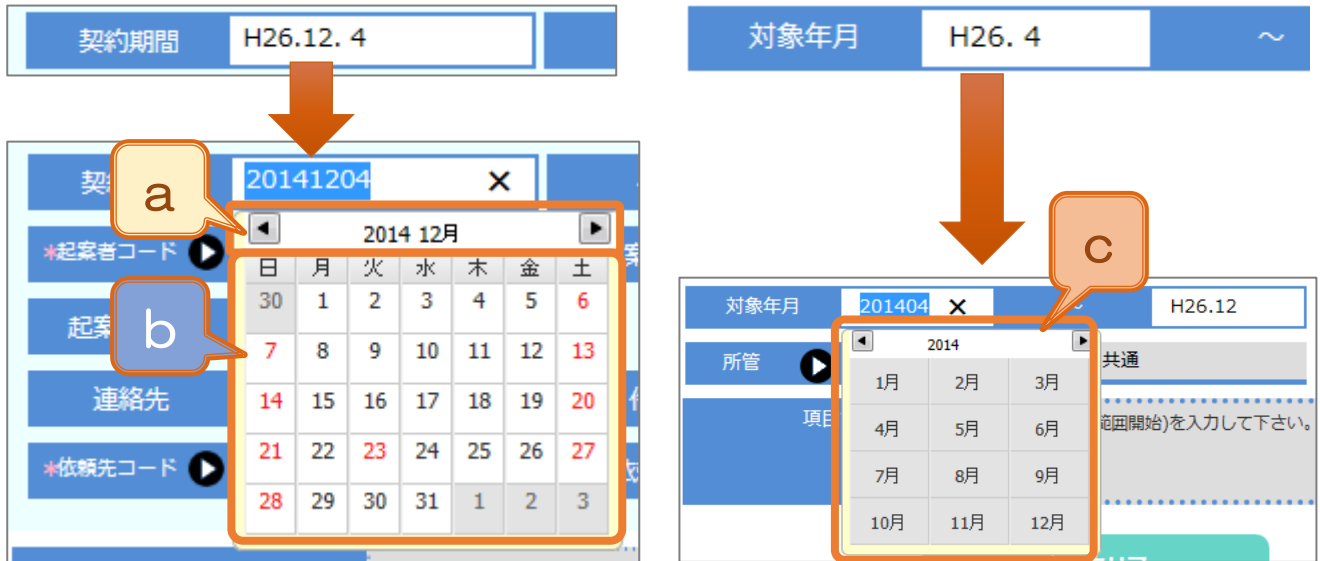 契約期間 H26.12. 4
対象年月 H26. 4 ～
契 20141204 ×
a
◀ 2014 12月 ▶
*起案者コード
日 月 火 水 木 金 土
30 1 2 3 4 5 6
b
起案
7 8 9 10 11 12 13
連絡先
14 15 16 17 18 19 20
*依頼先コード
21 22 23 24 25 26 27
28 29 30 31 1 2 3
c
対象年月 201404 × H26.12
◀ 2014 ▶
所管 共通
1月 2月 3月
項目 範囲開始)を入力して下さい。
4月 5月 6月
7月 8月 9月
10月 11月 12月